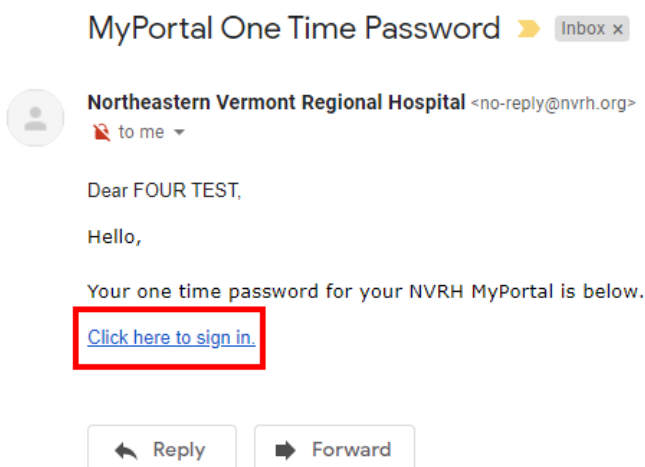 MyPortal One Time Password Inbox x
Northeastern Vermont Regional Hospital <no-reply@nvrh.org>
to me
Dear FOUR TEST,
Hello,
Your one time password for your NVRH MyPortal is below.
Click here to sign in.
Reply Forward